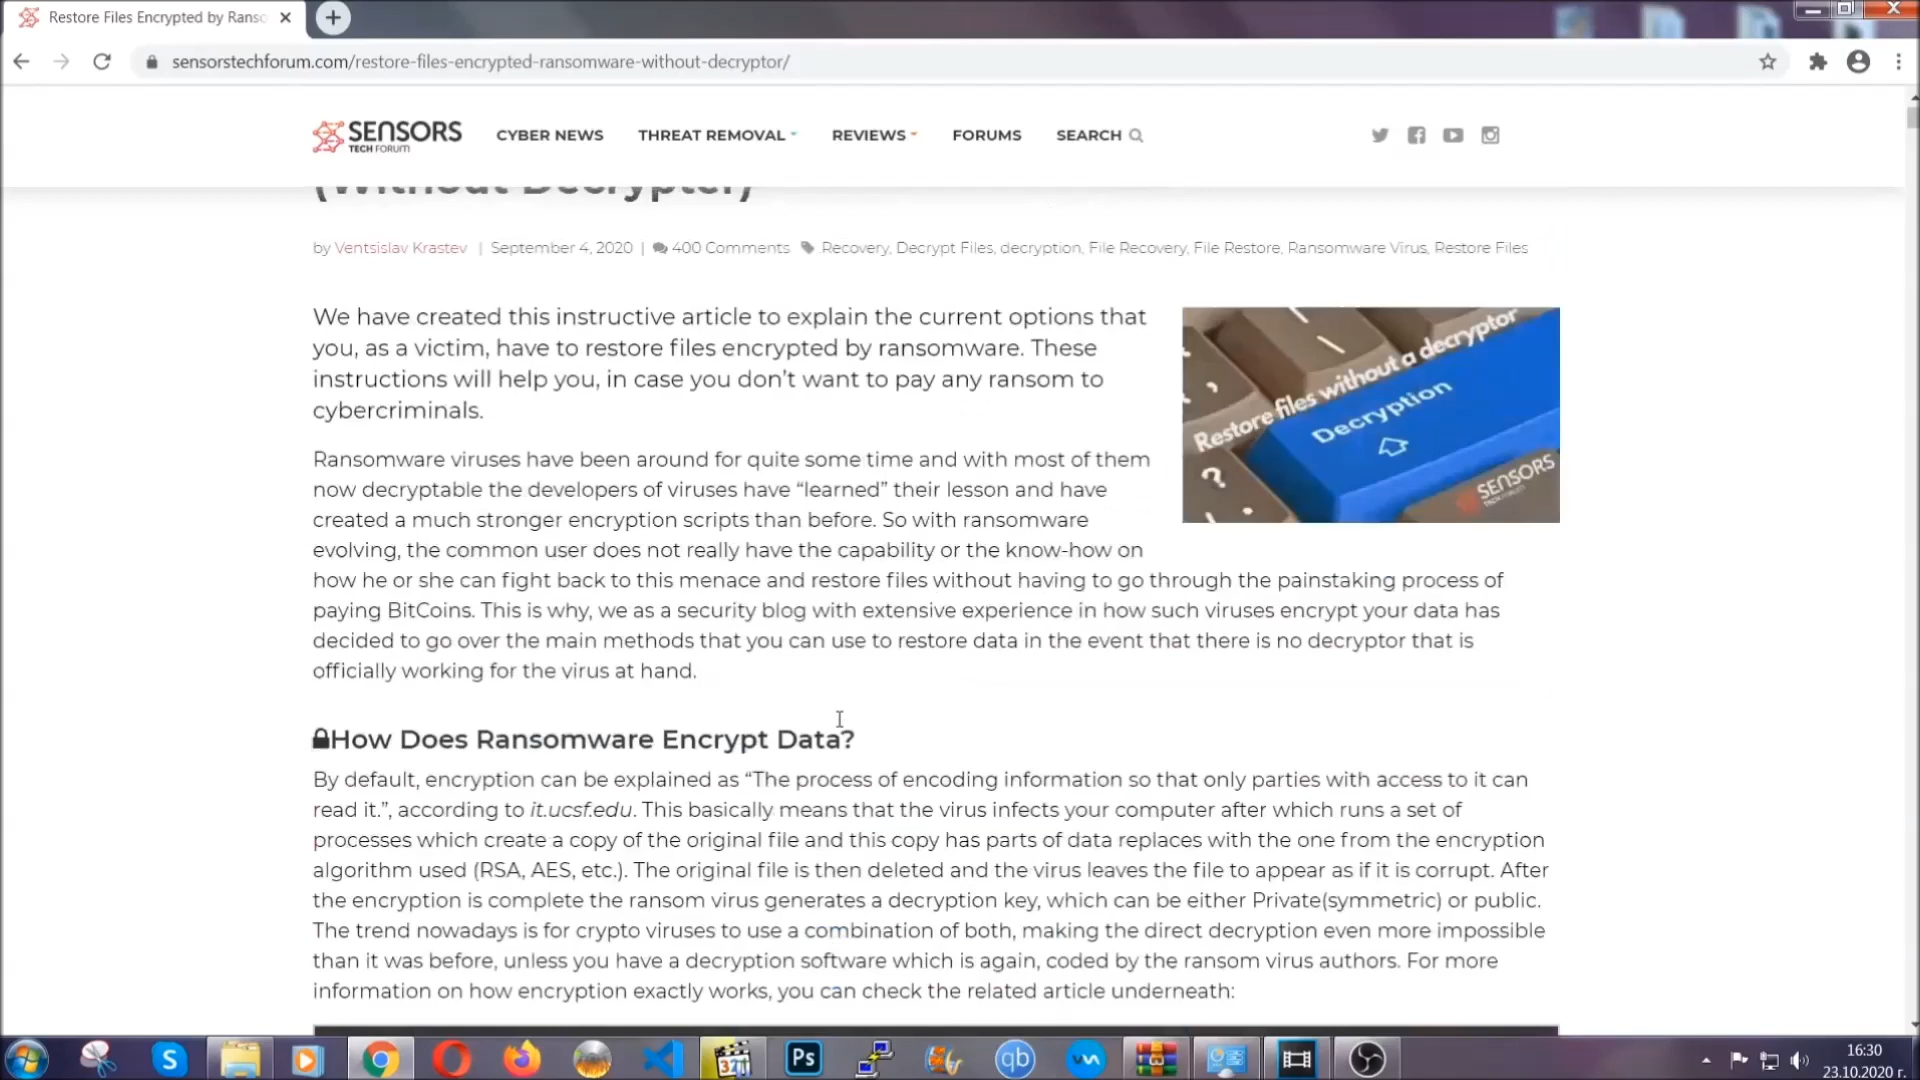 Restore Files Encrypted by Ranso
sensorstechforum.com/restore-files-encrypted-ransomware-without-decryptor/
SENSORS
TECH FORUM
CYBER NEWS THREAT REMOVAL REVIEWS FORUMS SEARCH
(Without Decrypter)
by Ventsislav Krastev | September 4, 2020 | 400 Comments Recovery, Decrypt Files, decryption, File Recovery, File Restore, Ransomware Virus, Restore Files
We have created this instructive article to explain the current options that
you, as a victim, have to restore files encrypted by ransomware. These
instructions will help you, in case you don't want to pay any ransom to
cybercriminals.
Restore files without a decryptor
Decryption
SENSORS
Ransomware viruses have been around for quite some time and with most of them
now decryptable the developers of viruses have “learned” their lesson and have
created a much stronger encryption scripts than before. So with ransomware
evolving, the common user does not really have the capability or the know-how on
how he or she can fight back to this menace and restore files without having to go through the painstaking process of
paying BitCoins. This is why, we as a security blog with extensive experience in how such viruses encrypt your data has
decided to go over the main methods that you can use to restore data in the event that there is no decryptor that is
officially working for the virus at hand.
How Does Ransomware Encrypt Data?
By default, encryption can be explained as “The process of encoding information so that only parties with access to it can
read it.”, according to it.ucsf.edu. This basically means that the virus infects your computer after which runs a set of
processes which create a copy of the original file and this copy has parts of data replaces with the one from the encryption
algorithm used (RSA, AES, etc.). The original file is then deleted and the virus leaves the file to appear as if it is corrupt. After
the encryption is complete the ransom virus generates a decryption key, which can be either Private(symmetric) or public.
The trend nowadays is for crypto viruses to use a combination of both, making the direct decryption even more impossible
than it was before, unless you have a decryption software which is again, coded by the ransom virus authors. For more
information on how encryption exactly works, you can check the related article underneath:
S
321
Ps
qb
16:30
23.10.2020 г.